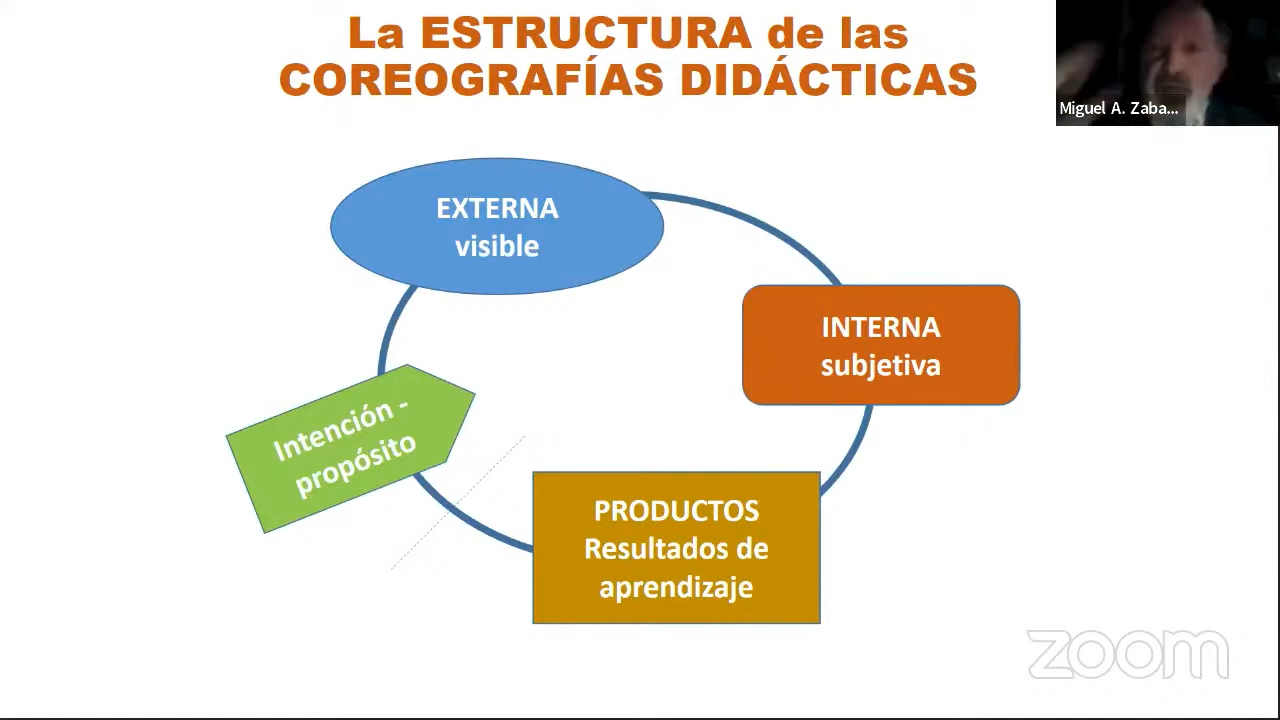 La ESTRUCTURA de las
COREOGRAFÍAS DIDÁCTICAS
Miguel A. Zaba...
EXTERNA
visible
INTERNA
subjetiva
Intención -
propósito
PRODUCTOS
Resultados de
aprendizaje
zoom